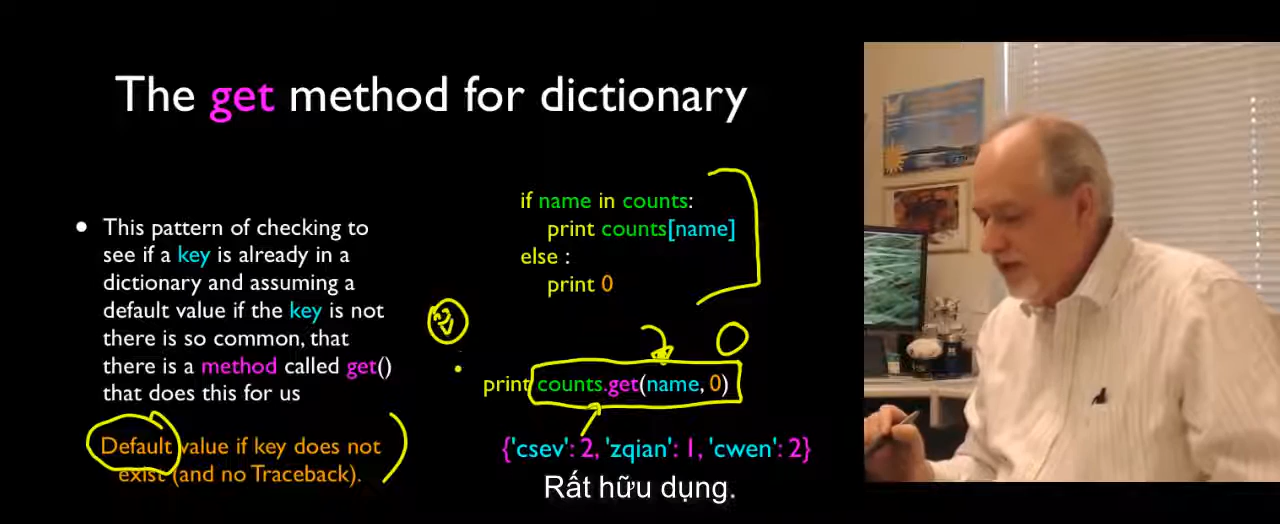 The get method for dictionary
This pattern of checking to
see if a key is already in a
dictionary and assuming a
default value if the key is not
there is so common, that
there is a method called get()
that does this for us
Default value if key does not
exist (and no Traceback).
if name in counts:
print counts[name]
else :
print 0
print counts.get(name, 0)
{'csev': 2, 'zqian': 1, 'cwen': 2}
Rất hữu dụng.